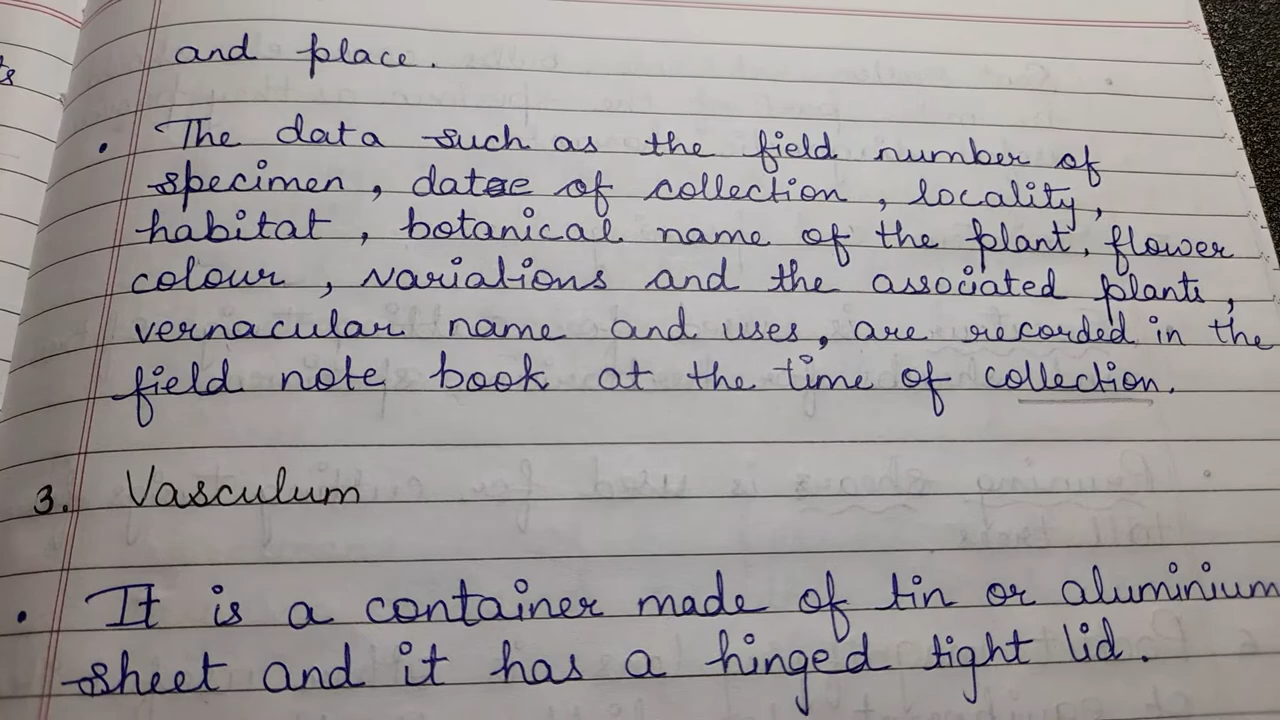 and place.
• The data such as the field number of
specimen, date of collection, locality,
habitat, botanical name of the plant, flower
colour, variations and the associated plants,
vernacular name and uses, are recorded in the
field note book at the time of collection.
3. Vasculum
• It is a container made of tin or aluminium
sheet and it has a hinged tight lid.